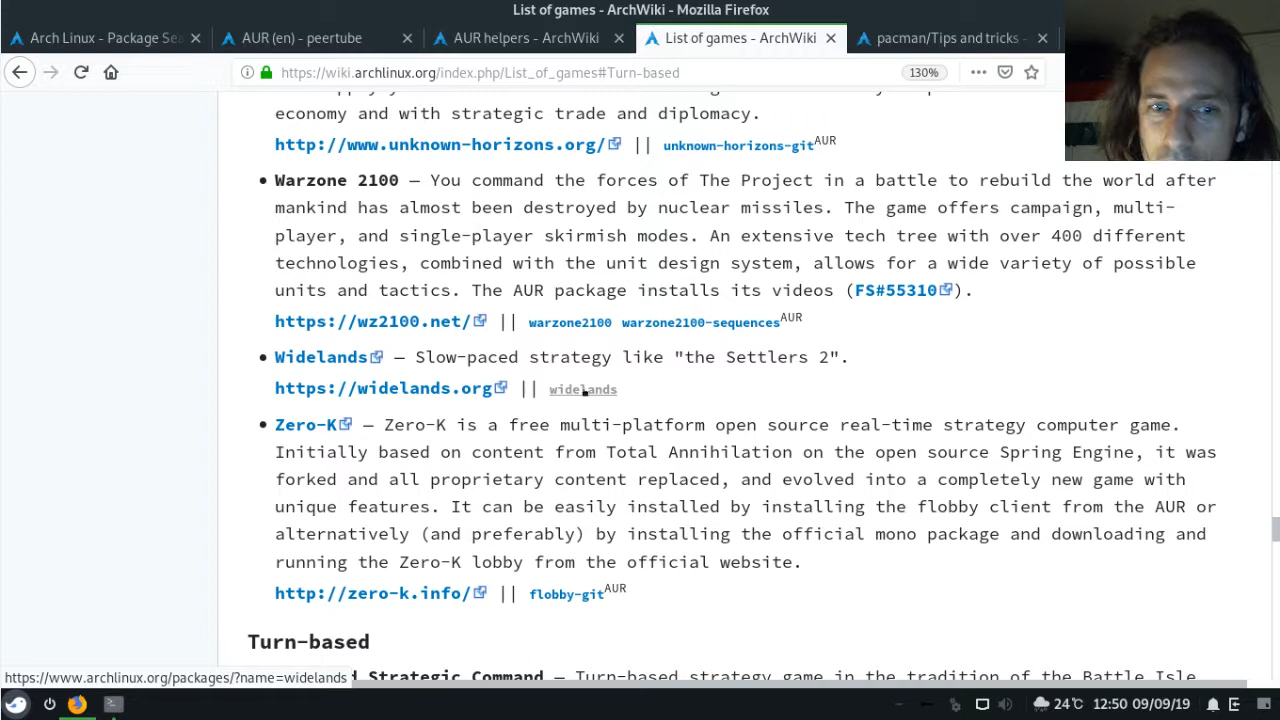 List of games - ArchWiki - Mozilla Firefox
Arch Linux - Package Sea
AUR (en) - peertube
AUR helpers - ArchWiki
List of games - ArchWiki
pacman/Tips and tricks -
https://wiki.archlinux.org/index.php/List_of_games#Turn-based
130%
economy and with strategic trade and diplomacy.
http://www.unknown-horizons.org/ || unknown-horizons-gitAUR
• Warzone 2100 — You command the forces of The Project in a battle to rebuild the world after
mankind has almost been destroyed by nuclear missiles. The game offers campaign, multi-
player, and single-player skirmish modes. An extensive tech tree with over 400 different
technologies, combined with the unit design system, allows for a wide variety of possible
units and tactics. The AUR package installs its videos (FS#55310).
https://wz2100.net/ || warzone2100 warzone2100-sequencesAUR
• Widelands — Slow-paced strategy like "the Settlers 2".
https://widelands.org || widelands
• Zero-K — Zero-K is a free multi-platform open source real-time strategy computer game.
Initially based on content from Total Annihilation on the open source Spring Engine, it was
forked and all proprietary content replaced, and evolved into a completely new game with
unique features. It can be easily installed by installing the flobby client from the AUR or
alternatively (and preferably) by installing the official mono package and downloading and
running the Zero-K lobby from the official website.
http://zero-k.info/ || flobby-gitAUR
Turn-based
d Strategic Command — Turn-based strategy game in the tradition of the Battle Isle
https://www.archlinux.org/packages/?name=widelands
24°C 12:50 09/09/19